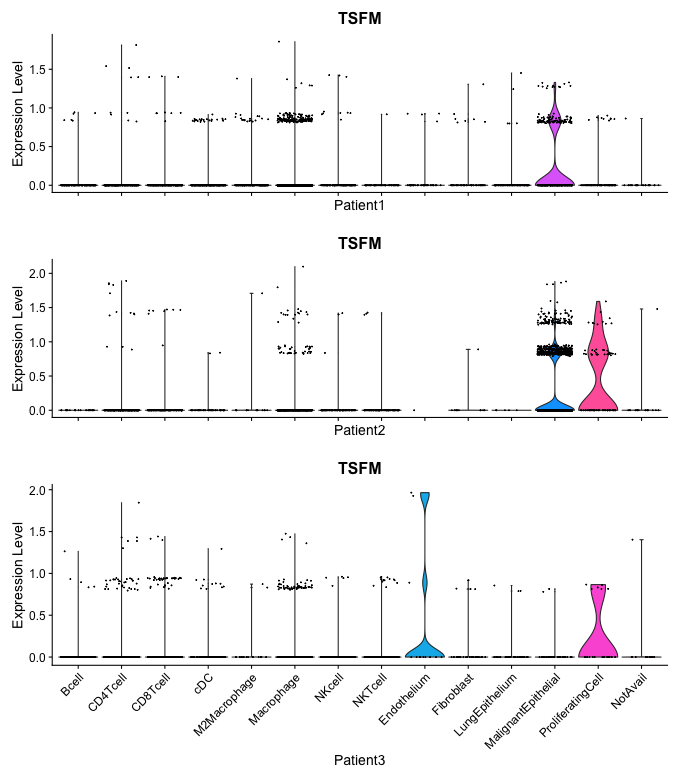 TSFM
Expression Level
1.5
1.0
0.5
0.0
Patient1
TSFM
Expression Level
2.0
1.5
1.0
0.5
0.0
Patient2
TSFM
Expression Level
2.0
1.5
1.0
0.5
0.0
Bcell
CD4Tcell
CD8Tcell
cDC
M2Macrophage
Macrophage
NKcell
NKTcell
Endothelium
Fibroblast
LungEpithelium
MalignantEpithelial
ProliferatingCell
NotAvail
Patient3